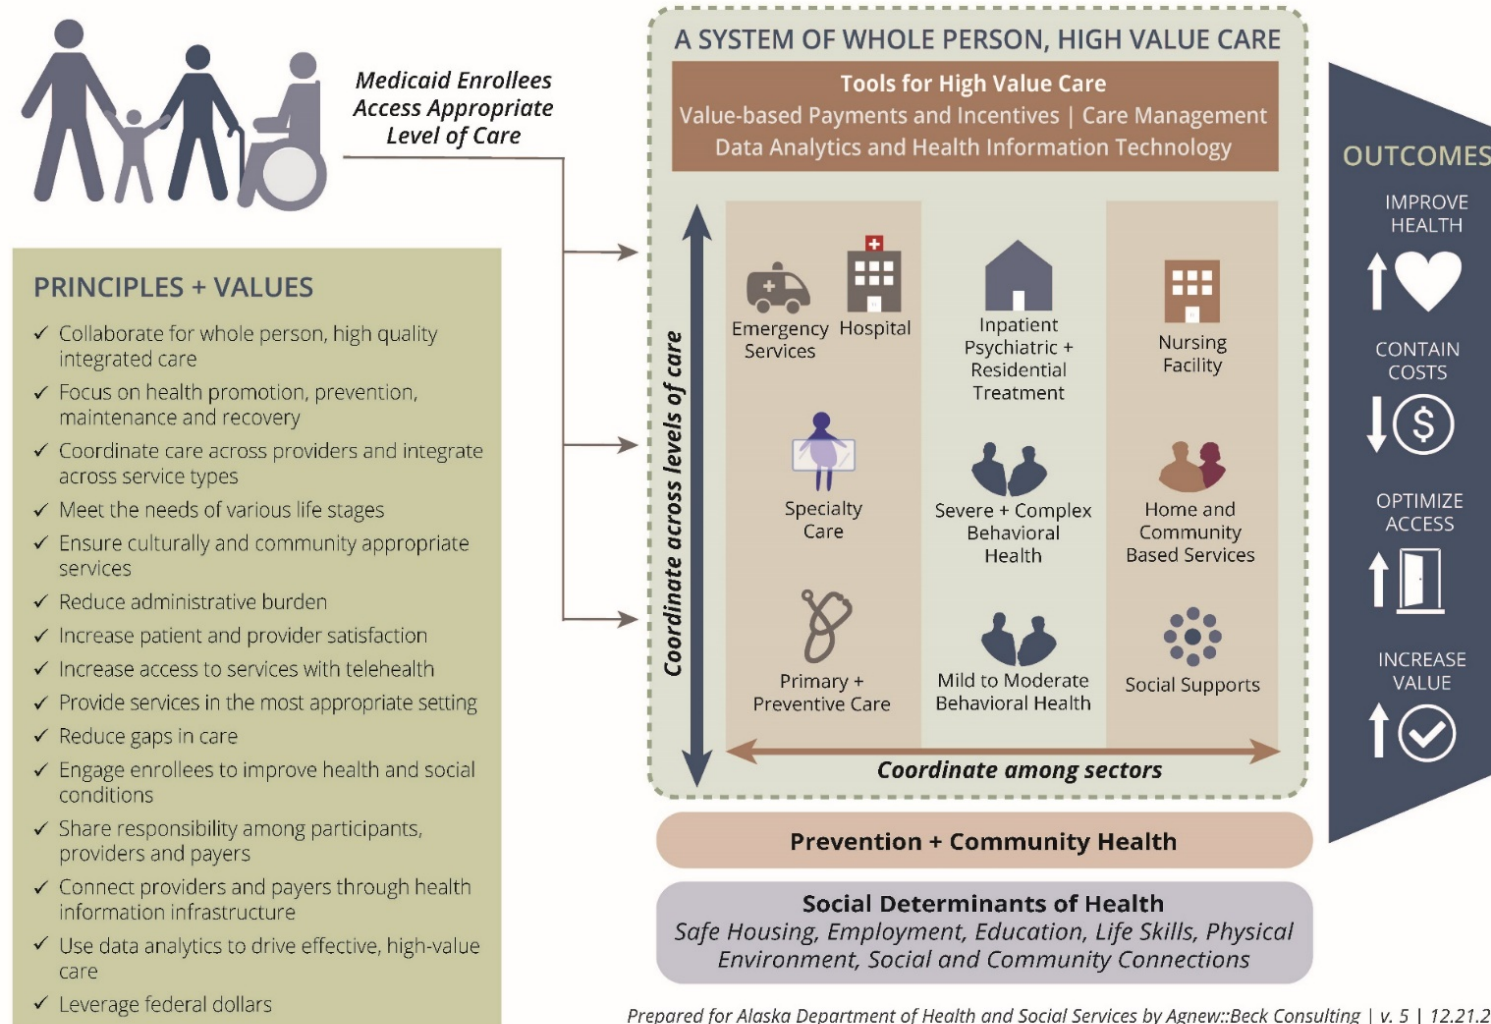 Medicaid Enrollees
Access Appropriate
Level of Care
PRINCIPLES + VALUES
✓ Collaborate for whole person, high quality
integrated care
✓ Focus on health promotion, prevention,
maintenance and recovery
✓ Coordinate care across providers and integrate
across service types
✓ Meet the needs of various life stages
✓ Ensure culturally and community appropriate
services
✓ Reduce administrative burden
✓ Increase patient and provider satisfaction
✓ Increase access to services with telehealth
✓ Provide services in the most appropriate setting
✓ Reduce gaps in care
✓ Engage enrollees to improve health and social
conditions
✓ Share responsibility among participants,
providers and payers
✓ Connect providers and payers through health
information infrastructure
✓ Use data analytics to drive effective, high-value
care
✓ Leverage federal dollars
A SYSTEM OF WHOLE PERSON, HIGH VALUE CARE
Tools for High Value Care
Value-based Payments and Incentives | Care Management
Data Analytics and Health Information Technology
Coordinate across levels of care
Emergency
Services
Hospital
Inpatient
Psychiatric +
Residential
Treatment
Nursing
Facility
Specialty
Care
Severe + Complex
Behavioral
Health
Home and
Community
Based Services
Primary +
Preventive Care
Mild to Moderate
Behavioral Health
Social Supports
Coordinate among sectors
Prevention + Community Health
Social Determinants of Health
Safe Housing, Employment, Education, Life Skills, Physical
Environment, Social and Community Connections
OUTCOMES
IMPROVE
HEALTH
CONTAIN
COSTS
$
OPTIMIZE
ACCESS
INCREASE
VALUE
Prepared for Alaska Department of Health and Social Services by Agnew::Beck Consulting | v. 5 | 12.21.2